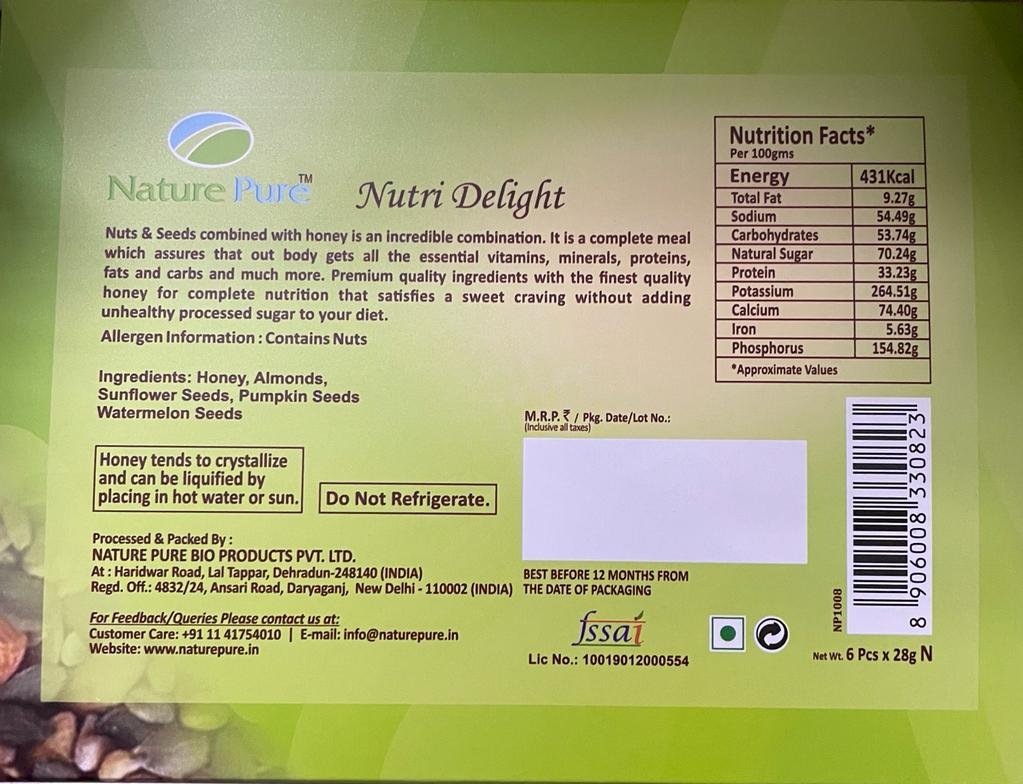 Nature Pure™
Nutri Delight
Nuts & Seeds combined with honey is an incredible combination. It is a complete meal
which assures that out body gets all the essential vitamins, minerals, proteins,
fats and carbs and much more. Premium quality ingredients with the finest quality
honey for complete nutrition that satisfies a sweet craving without adding
unhealthy processed sugar to your diet.
Allergen Information : Contains Nuts
Ingredients: Honey, Almonds,
Sunflower Seeds, Pumpkin Seeds
Watermelon Seeds
Honey tends to crystallize
and can be liquified by
placing in hot water or sun.
Do Not Refrigerate.
Processed & Packed By :
NATURE PURE BIO PRODUCTS PVT. LTD.
At : Haridwar Road, Lal Tappar, Dehradun-248140 (INDIA)
Regd. Off.: 4832/24, Ansari Road, Daryaganj, New Delhi - 110002 (INDIA)
For Feedback/Queries Please contact us at:
Customer Care: +91 11 41754010 | E-mail: info@naturepure.in
Website: www.naturepure.in
Nutrition Facts*
Per 100gms
Energy 431Kcal
Total Fat 9.27g
Sodium 54.49g
Carbohydrates 53.74g
Natural Sugar 70.24g
Protein 33.23g
Potassium 264.51g
Calcium 74.40g
Iron 5.63g
Phosphorus 154.82g
*Approximate Values
M.R.P. ₹ / Pkg. Date/Lot No.:
(Inclusive all taxes)
BEST BEFORE 12 MONTHS FROM
THE DATE OF PACKAGING
fssai
Lic No.: 10019012000554
NP1008
8 906008 330823
Net Wt. 6 Pcs x 28g N